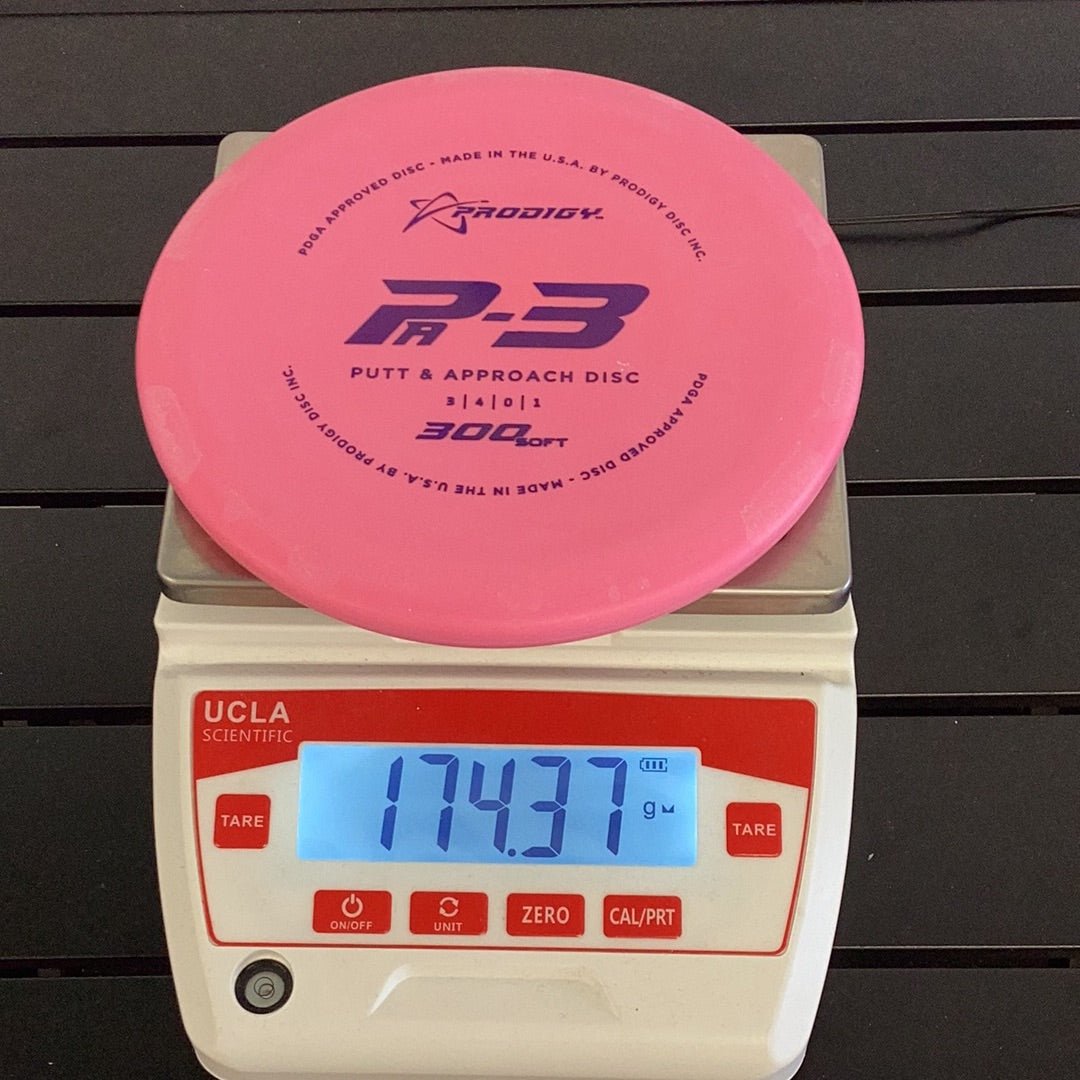 PDGA APPROVED DISC - MADE IN THE U.S.A. BY PRODIGY DISC INC.
PRODIGY
PA-3
PUTT & APPROACH DISC
3 | 4 | 0 | 1
300 SOFT
PDGA APPROVED DISC - MADE IN THE U.S.A. BY PRODIGY DISC INC.
UCLA
SCIENTIFIC
174.37 g
TARE
TARE
ON/OFF
UNIT
ZERO
CAL/PRT